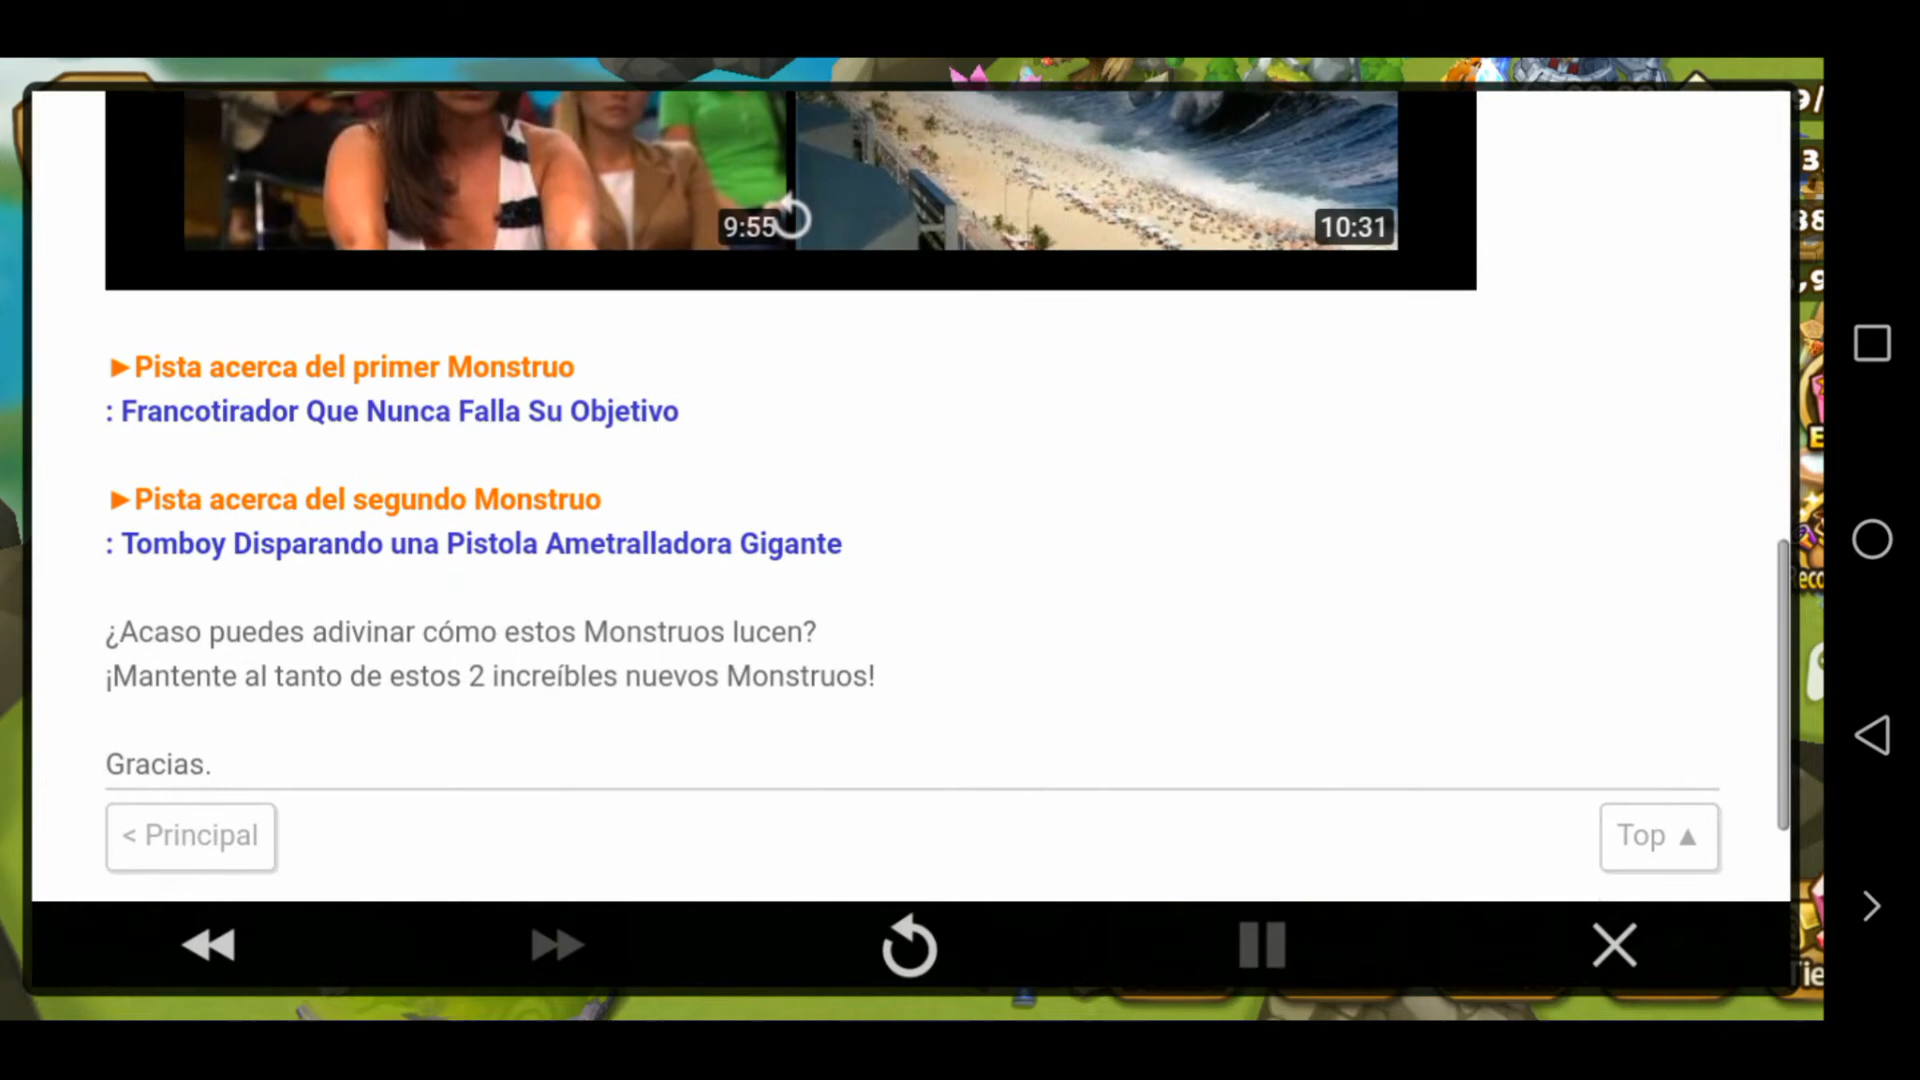 9:55
10:31
►Pista acerca del primer Monstruo
: Francotirador Que Nunca Falla Su Objetivo
►Pista acerca del segundo Monstruo
: Tomboy Disparando una Pistola Ametralladora Gigante
¿Acaso puedes adivinar cómo estos Monstruos lucen?
¡Mantente al tanto de estos 2 increíbles nuevos Monstruos!
Gracias.
< Principal
Top ▲